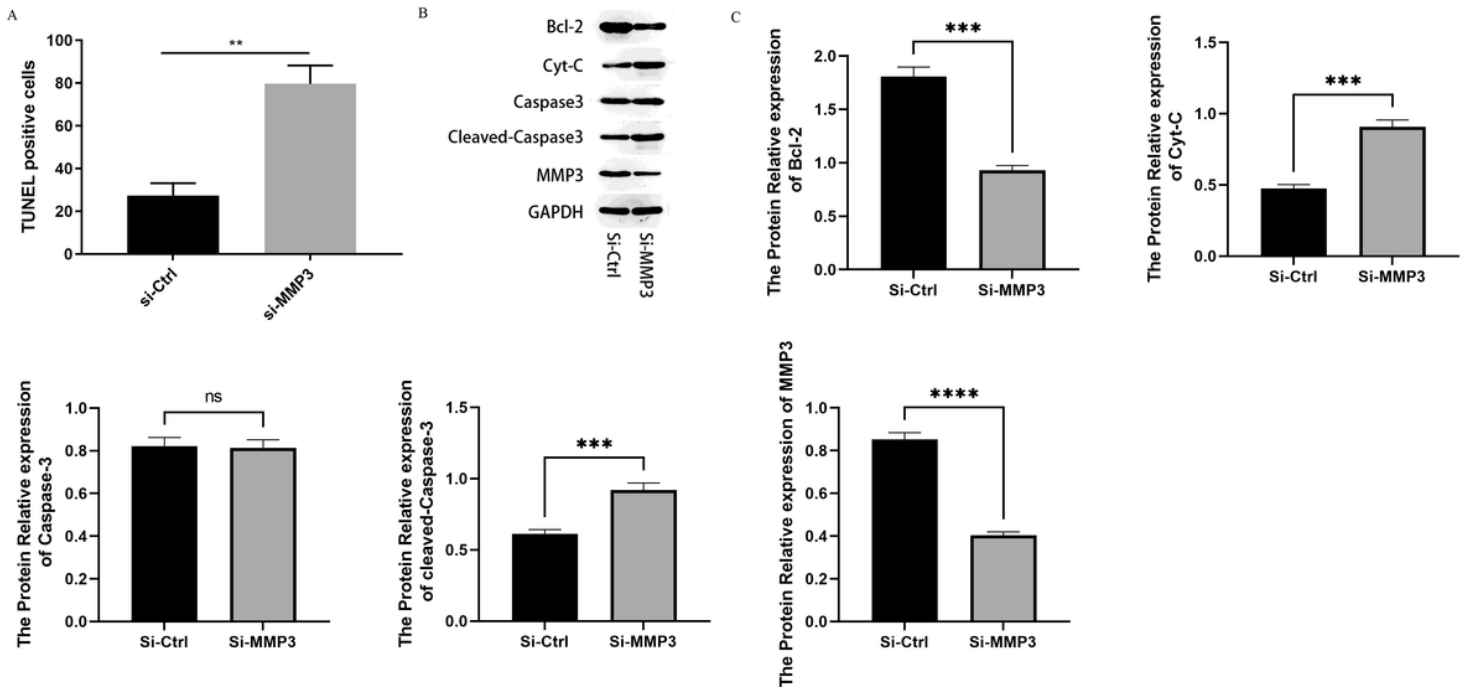 A
TUNEL positive cells
100
80
60
40
20
0
**
si-Ctrl
si-MMP3
B
Bcl-2
Cyt-C
Caspase3
Cleaved-Caspase3
MMP3
GAPDH
Si-Ctrl
Si-MMP3
C
The Protein Relative expression
of Bcl-2
2.0
1.5
1.0
0.5
0.0
***
Si-Ctrl
Si-MMP3
The Protein Relative expression
of Cyt-C
1.5
1.0
0.5
0.0
***
Si-Ctrl
Si-MMP3
The Protein Relative expression
of Caspase-3
1.0
0.8
0.6
0.4
0.2
0.0
ns
Si-Ctrl
Si-MMP3
The Protein Relative expression
of cleaved-Caspase-3
1.5
1.0
0.5
0.0
***
Si-Ctrl
Si-MMP3
The Protein Relative expression of MMP3
1.0
0.8
0.6
0.4
0.2
0.0
****
Si-Ctrl
Si-MMP3